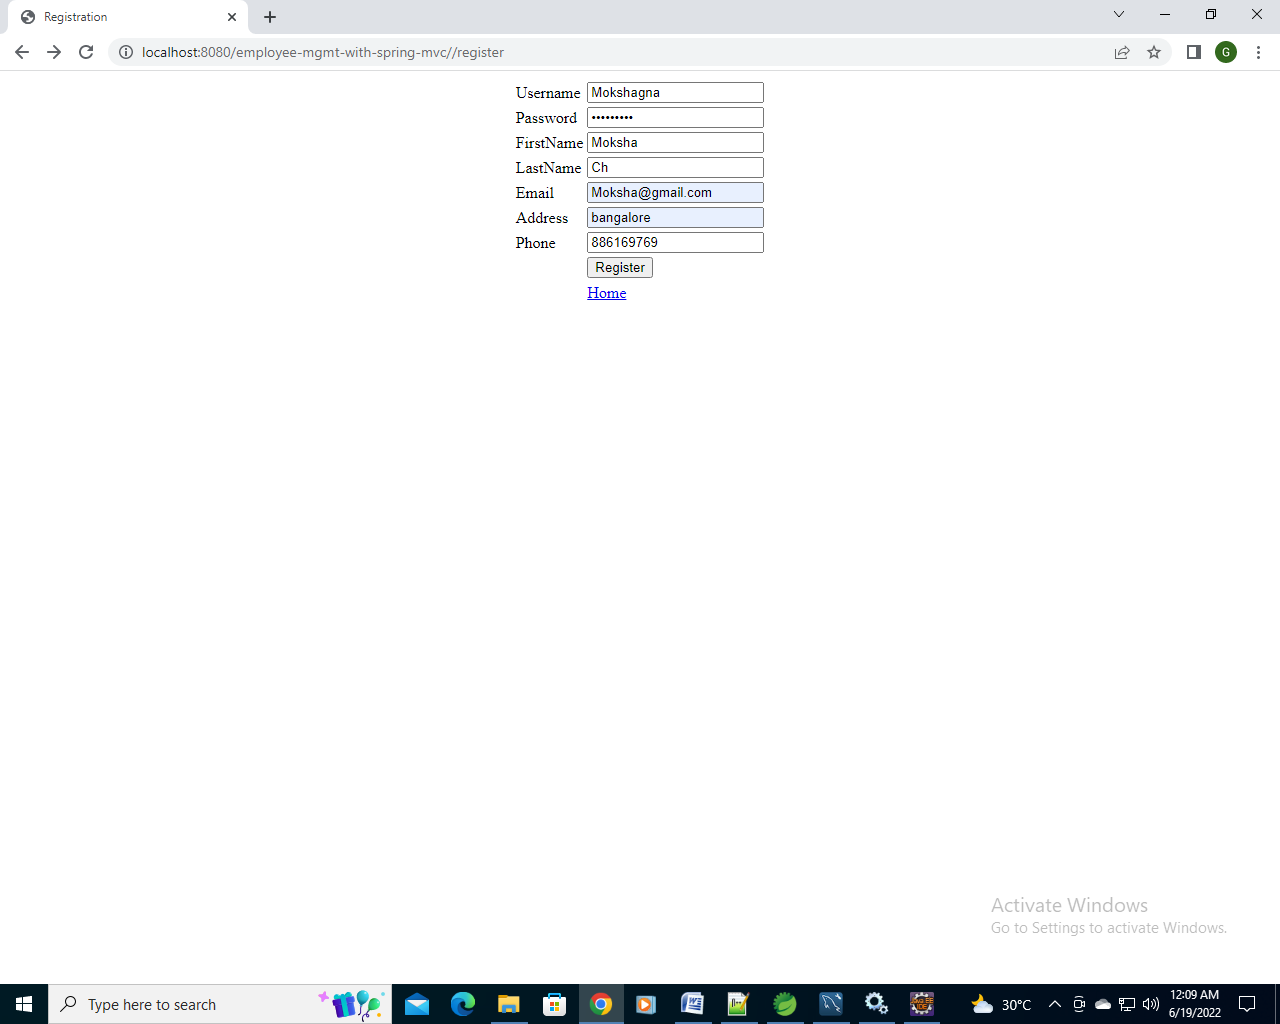 Registration
localhost:8080/employee-mgmt-with-spring-mvc//register
G
Username Mokshagna
Password •••••••••
FirstName Moksha
LastName Ch
Email Moksha@gmail.com
Address bangalore
Phone 886169769
Register
Home
Activate Windows
Go to Settings to activate Windows.
Type here to search
30°C
12:09 AM
6/19/2022